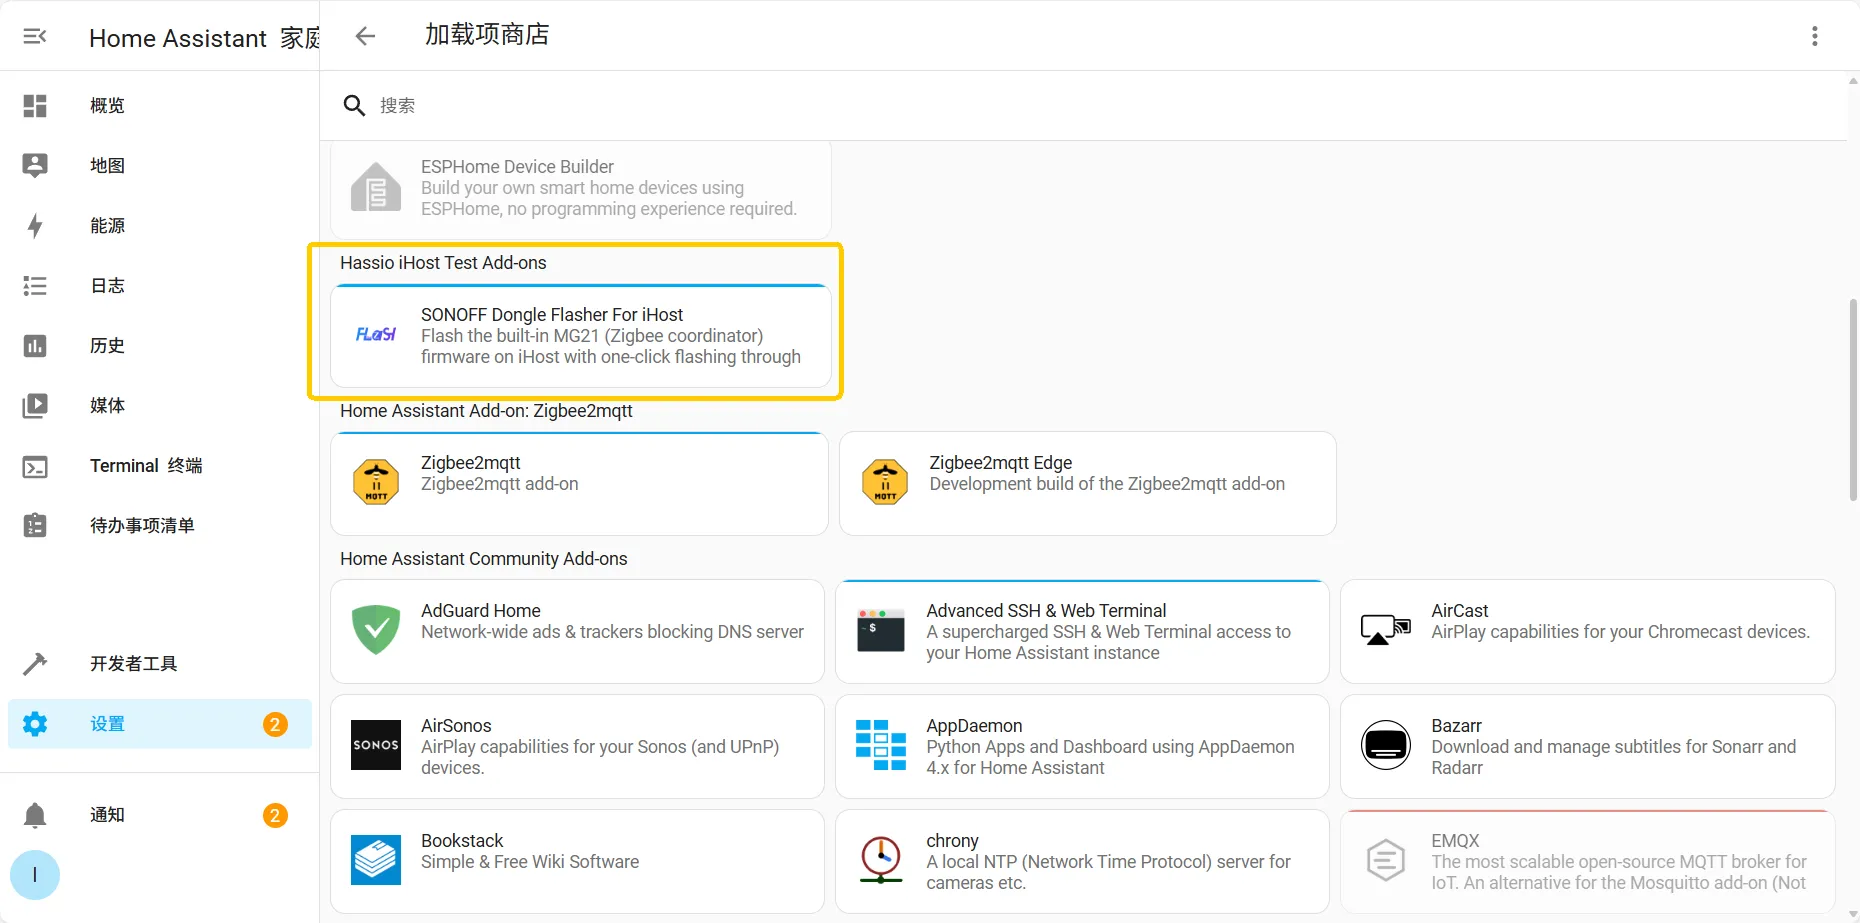 Home Assistant 家庭
加载项商店
搜索
概览
地图
能源
日志
历史
媒体
Terminal 终端
待办事项清单
开发者工具
设置
2
通知
2
I
ESPHome Device Builder
Build your own smart home devices using
ESPHome, no programming experience required.
Hassio iHost Test Add-ons
FLaSH
SONOFF Dongle Flasher For iHost
Flash the built-in MG21 (Zigbee coordinator)
firmware on iHost with one-click flashing through
Home Assistant Add-on: Zigbee2mqtt
MQTT
Zigbee2mqtt
Zigbee2mqtt add-on
MQTT
Zigbee2mqtt Edge
Development build of the Zigbee2mqtt add-on
Home Assistant Community Add-ons
AdGuard Home
Network-wide ads & trackers blocking DNS server
~ $
Advanced SSH & Web Terminal
A supercharged SSH & Web Terminal access to
your Home Assistant instance
AirCast
AirPlay capabilities for your Chromecast devices.
SONOS
AirSonos
AirPlay capabilities for your Sonos (and UPnP)
devices.
AppDaemon
Python Apps and Dashboard using AppDaemon
4.x for Home Assistant
Bazarr
Download and manage subtitles for Sonarr and
Radarr
Bookstack
Simple & Free Wiki Software
chrony
A local NTP (Network Time Protocol) server for
cameras etc.
EMQX
The most scalable open-source MQTT broker for
IoT. An alternative for the Mosquitto add-on (Not